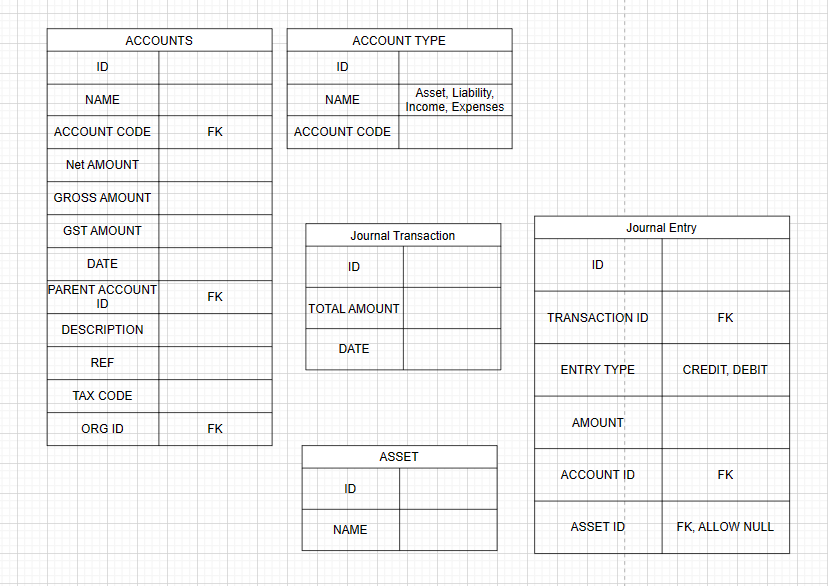 ACCOUNTS
ID
NAME
ACCOUNT CODE FK
Net AMOUNT
GROSS AMOUNT
GST AMOUNT
DATE
PARENT ACCOUNT
ID
FK
DESCRIPTION
REF
TAX CODE
ORG ID FK
ACCOUNT TYPE
ID
NAME
Asset, Liability,
Income, Expenses
ACCOUNT CODE
Journal Transaction
ID
TOTAL AMOUNT
DATE
ASSET
ID
NAME
Journal Entry
ID
TRANSACTION ID FK
ENTRY TYPE CREDIT, DEBIT
AMOUNT
ACCOUNT ID FK
ASSET ID FK, ALLOW NULL